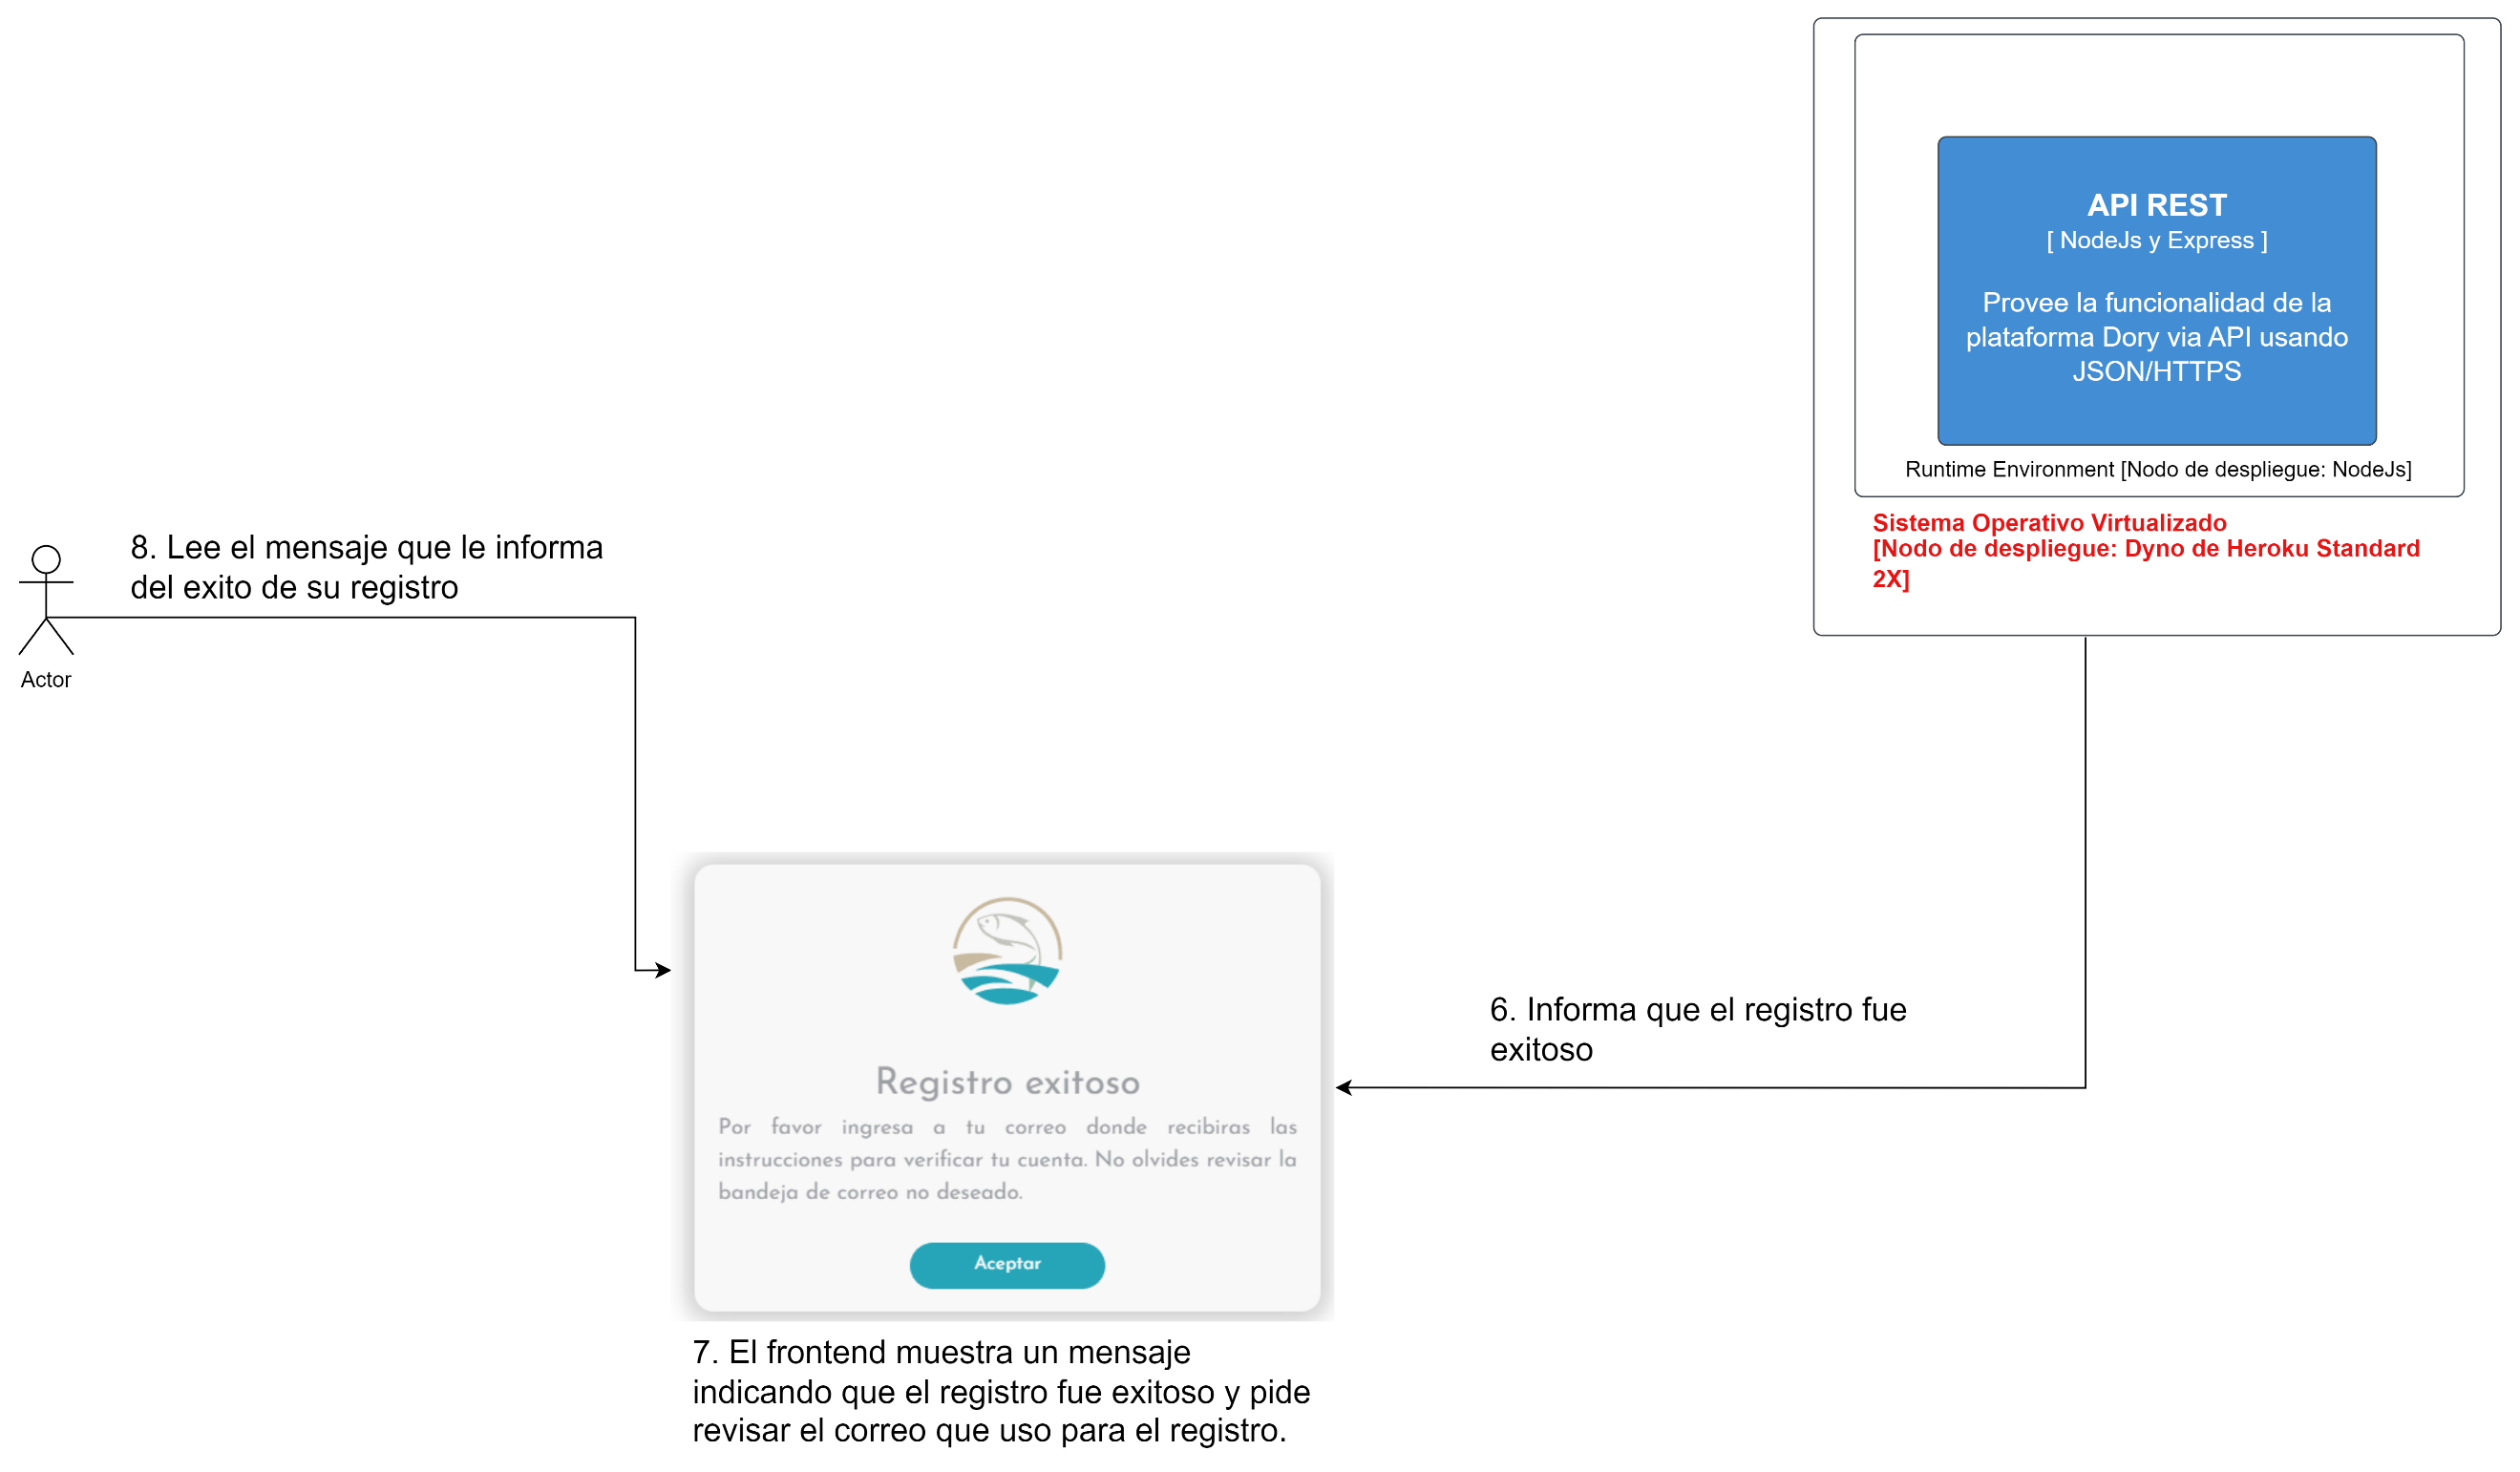 API REST
[ NodeJs y Express ]
Provee la funcionalidad de la
plataforma Dory via API usando
JSON/HTTPS
Runtime Environment [Nodo de despliegue: NodeJs]
Sistema Operativo Virtualizado
[Nodo de despliegue: Dyno de Heroku Standard
2X]
8. Lee el mensaje que le informa
del exito de su registro
Actor
6. Informa que el registro fue
exitoso
Registro exitoso
Por favor ingresa a tu correo donde recibiras las
instrucciones para verificar tu cuenta. No olvides revisar la
bandeja de correo no deseado.
Aceptar
7. El frontend muestra un mensaje
indicando que el registro fue exitoso y pide
revisar el correo que uso para el registro.